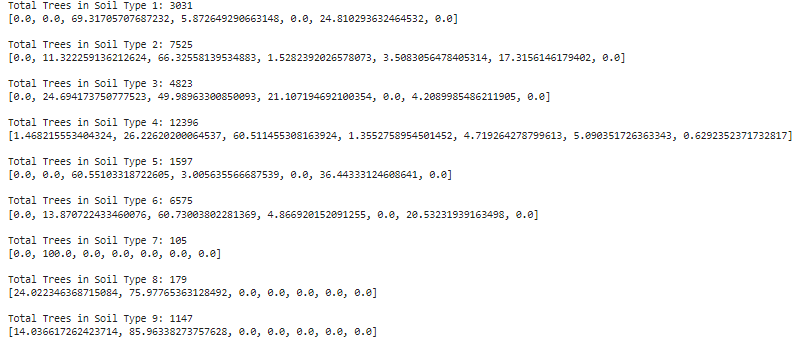 Total Trees in Soil Type 1: 3031
[0.0, 0.0, 69.31705707687232, 5.872649290663148, 0.0, 24.810293632464532, 0.0]
Total Trees in Soil Type 2: 7525
[0.0, 11.322259136212624, 66.32558139534883, 1.5282392026578073, 3.5083056478405314, 17.3156146179402, 0.0]
Total Trees in Soil Type 3: 4823
[0.0, 24.694173750777523, 49.98963300850093, 21.107194692100354, 0.0, 4.2089985486211905, 0.0]
Total Trees in Soil Type 4: 12396
[1.468215553404324, 26.22620200064537, 60.511455308163924, 1.3552758954501452, 4.719264278799613, 5.090351726363343, 0.6292352371732817]
Total Trees in Soil Type 5: 1597
[0.0, 0.0, 60.55103318722605, 3.005635566687539, 0.0, 36.44333124608641, 0.0]
Total Trees in Soil Type 6: 6575
[0.0, 13.870722433460076, 60.73003802281369, 4.866920152091255, 0.0, 20.53231939163498, 0.0]
Total Trees in Soil Type 7: 105
[0.0, 100.0, 0.0, 0.0, 0.0, 0.0, 0.0]
Total Trees in Soil Type 8: 179
[24.022346368715084, 75.97765363128492, 0.0, 0.0, 0.0, 0.0, 0.0]
Total Trees in Soil Type 9: 1147
[14.036617262423714, 85.96338273757628, 0.0, 0.0, 0.0, 0.0, 0.0]